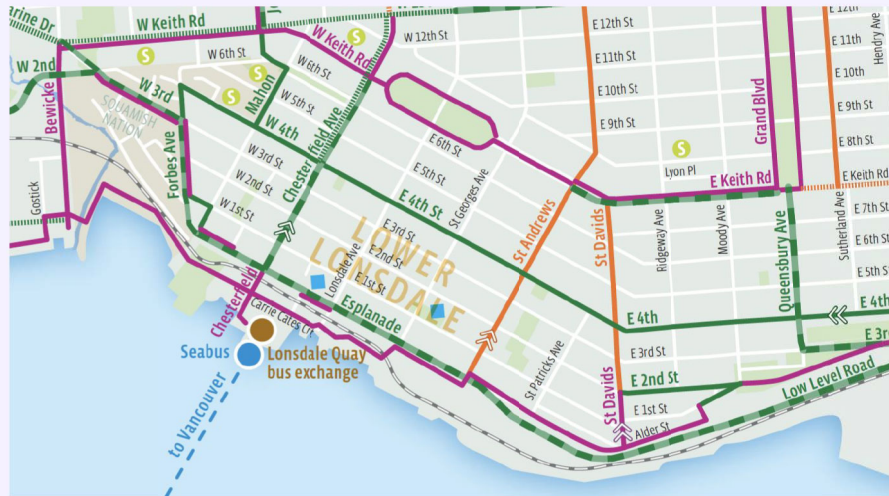 rine Dr
W Keith Rd
W 2nd
W 6th St
S
S
S
S
S
W Keith Rd
W 12th St
E 12th St
E 11th St
E 10th St
E 9th St
E 12th
E 11th
E 10th
E 9th St
E 8th St
E Keith Rd
Hendry Ave
Grand Blvd
Bewicke
W 3rd
SQUAMISH
NATION
Mahon
W 6th St
W 5th St
W 4th
Chesterfield Ave
Forbes Ave
W 3rd St
W 2nd St
W 1st St
Gostick
E 6th St
E 5th St
E 4th St
St Georges Ave
E 3rd St
E 2nd St
E 1st St
LOWER
LONSDALE
Lonsdale Ave
Esplanade
St Andrews
St Davids
Lyon Pl
E Keith Rd
Ridgeway Ave
Moody Ave
Queensbury Ave
Sutherland Ave
E 7th St
E 6th St
E 5th St
E 4th
E 4th
E 3r
E 3rd St
E 2nd St
St Patricks Ave
St Davids
E 1st St
Alder St
Low Level Road
Chesterfield
Carrie Cates Crt
Seabus
Lonsdale Quay
bus exchange
to Vancouver